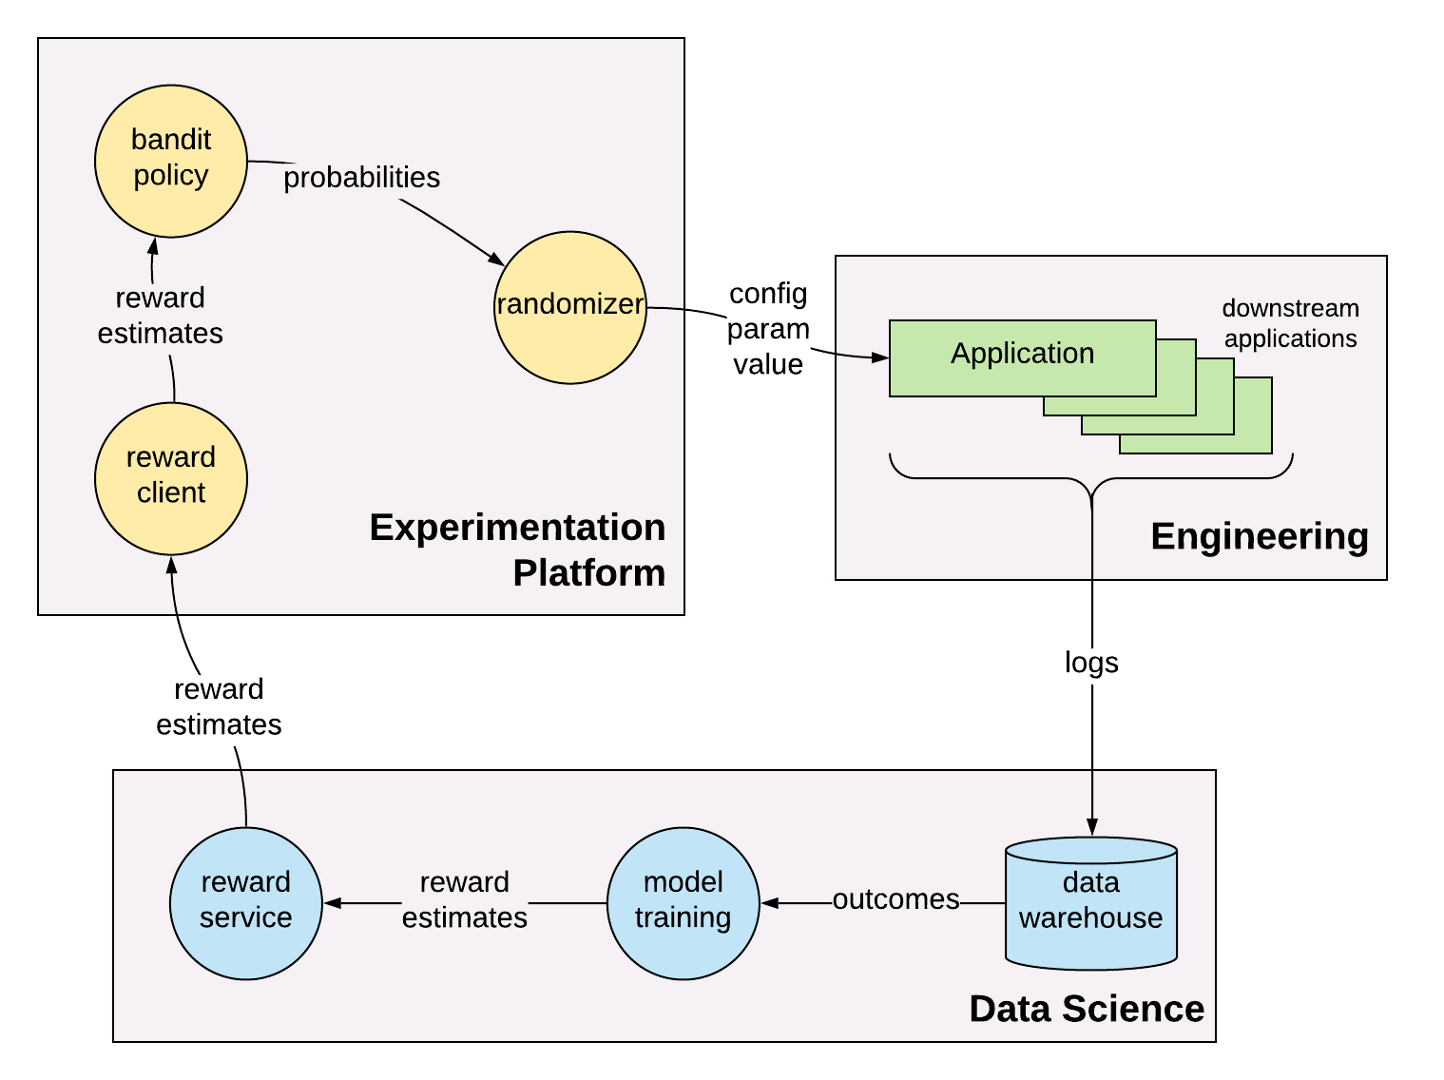 bandit
policy
probabilities
randomizer
reward
estimates
reward
client
Experimentation
Platform
config
param
value
Application
downstream
applications
Engineering
logs
reward
estimates
reward
service
reward
estimates
model
training
outcomes
data
warehouse
Data Science